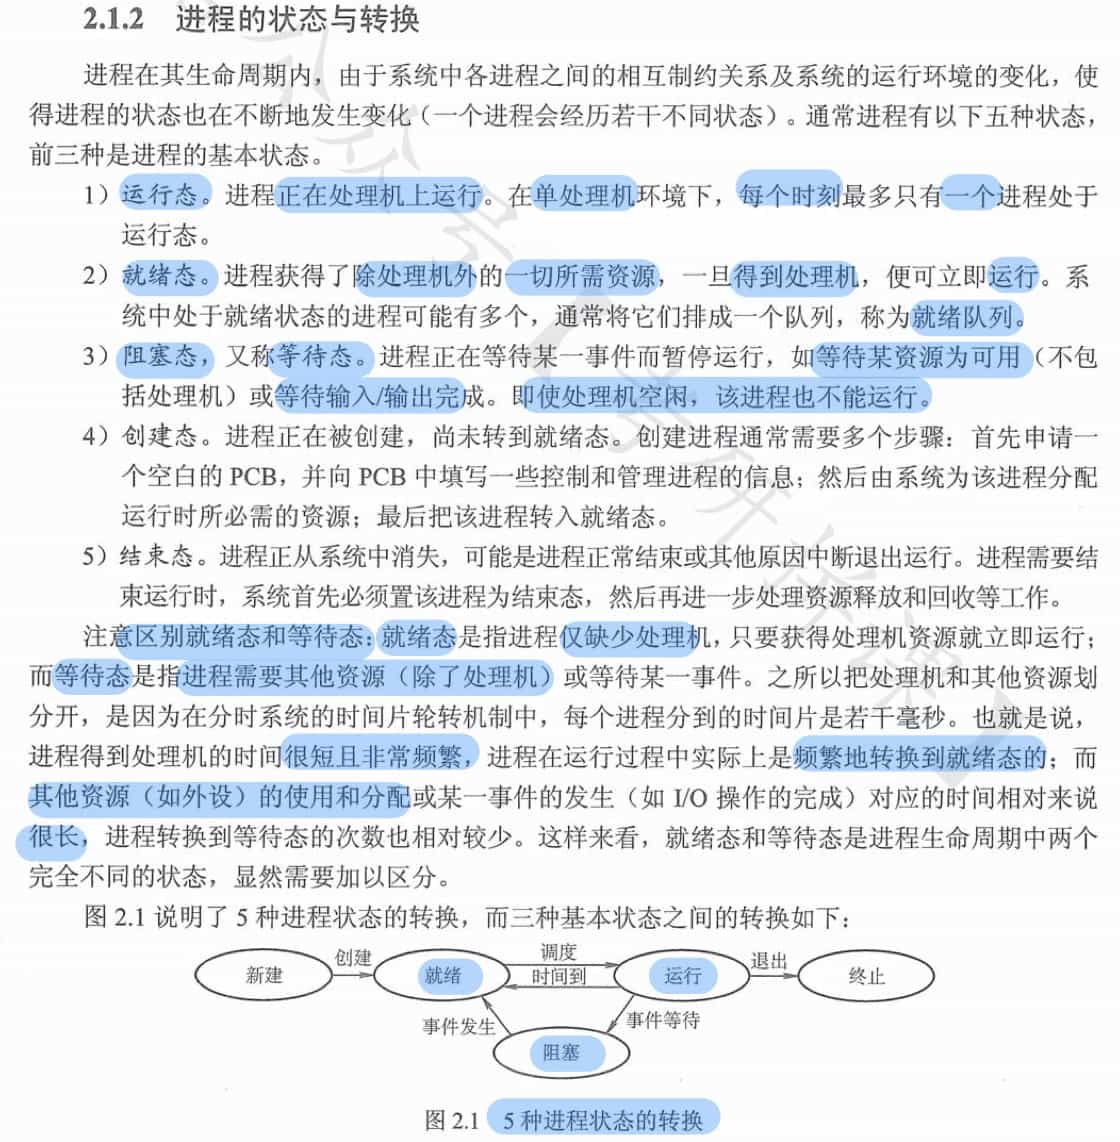 2.1.2 进程的状态与转换
进程在其生命周期内，由于系统中各进程之间的相互制约关系及系统的运行环境的变化，使
得进程的状态也在不断地发生变化（一个进程会经历若干不同状态）。通常进程有以下五种状态，
前三种是进程的基本状态。
1）运行态。进程正在处理机上运行。在单处理机环境下，每个时刻最多只有一个进程处于
运行态。
2）就绪态。进程获得了除处理机外的一切所需资源，一旦得到处理机，便可立即运行。系
统中处于就绪状态的进程可能有多个，通常将它们排成一个队列，称为就绪队列。
3）阻塞态，又称等待态。进程正在等待某一事件而暂停运行，如等待某资源为可用（不包
括处理机）或等待输入/输出完成。即使处理机空闲，该进程也不能运行。
4）创建态。进程正在被创建，尚未转到就绪态。创建进程通常需要多个步骤：首先申请一
个空白的 PCB，并向 PCB 中填写一些控制和管理进程的信息；然后由系统为该进程分配
运行时所必需的资源；最后把该进程转入就绪态。
5）结束态。进程正从系统中消失，可能是进程正常结束或其他原因中断退出运行。进程需要结
束运行时，系统首先必须置该进程为结束态，然后再进一步处理资源释放和回收等工作。
注意区别就绪态和等待态：就绪态是指进程仅缺少处理机，只要获得处理机资源就立即运行；
而等待态是指进程需要其他资源（除了处理机）或等待某一事件。之所以把处理机和其他资源划
分开，是因为在分时系统的时间片轮转机制中，每个进程分到的时间片是若干毫秒。也就是说，
进程得到处理机的时间很短且非常频繁，进程在运行过程中实际上是频繁地转换到就绪态的；而
其他资源（如外设）的使用和分配或某一事件的发生（如 I/O 操作的完成）对应的时间相对来说
很长，进程转换到等待态的次数也相对较少。这样来看，就绪态和等待态是进程生命周期中两个
完全不同的状态，显然需要加以区分。
图 2.1 说明了 5 种进程状态的转换，而三种基本状态之间的转换如下：
新建 创建 就绪 调度 时间到 运行 退出 终止
事件发生 事件等待
阻塞
图 2.1 5 种进程状态的转换